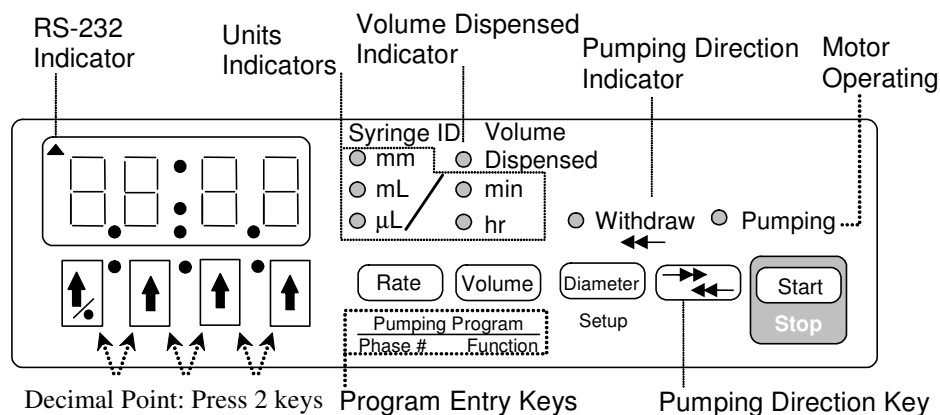 RS-232
Indicator
Units
Indicators
Volume Dispensed
Indicator
Pumping Direction
Indicator
Motor
Operating
Syringe ID
Volume
Dispensed
mm
mL
min
μL
hr
Withdraw
Pumping
Rate
Volume
Diameter
Setup
Start
Stop
Pumping Program
Phase # Function
Decimal Point: Press 2 keys
Program Entry Keys
Pumping Direction Key